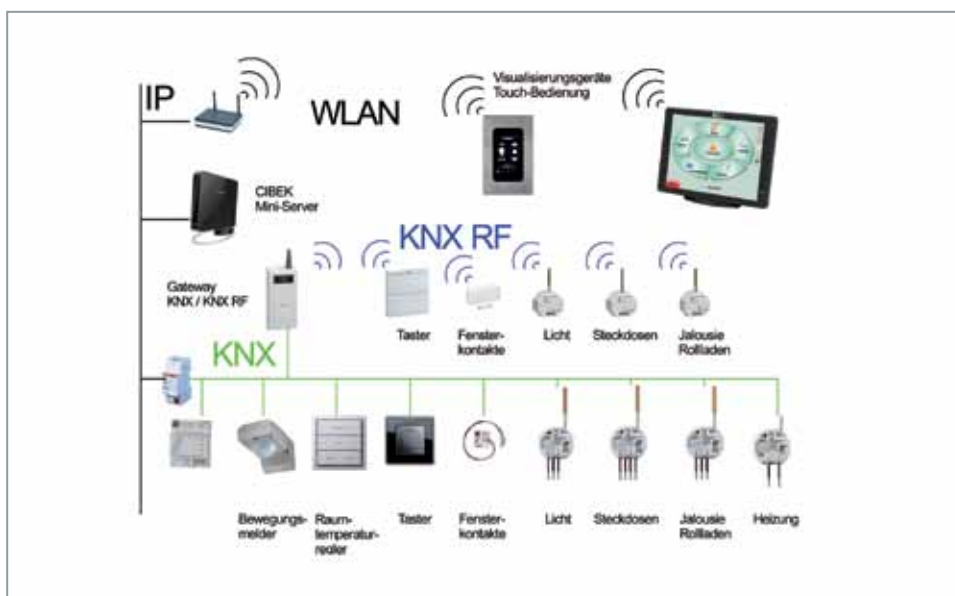 IP
WLAN
Visualisierungsgeräte
Touch-Bedienung
CIBEK
Mini-Server
KNX RF
Gateway
KNX / KNX RF
Taster
Fenster-
kontakte
Licht
Steckdosen
Jalousie
Rollladen
KNX
Bewegungs-
melder
Raum-
temperatur-
regler
Taster
Fenster-
kontakte
Licht
Steckdosen
Jalousie
Rollladen
Heizung